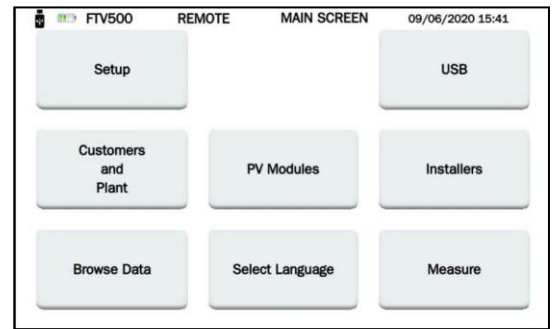 FTV500 REMOTE MAIN SCREEN 09/06/2020 15:41
Setup
USB
Customers
and
Plant
PV Modules
Installers
Browse Data
Select Language
Measure